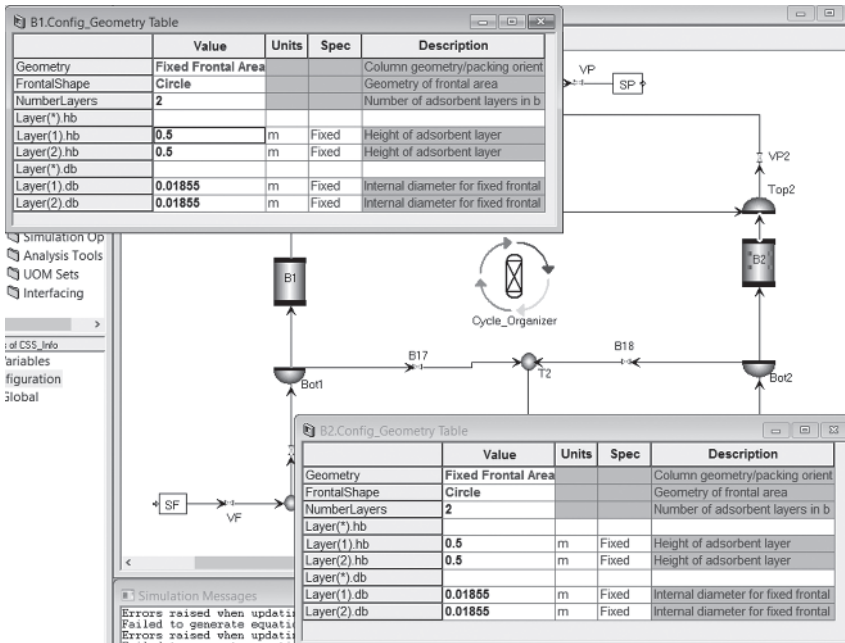 B1.Config_Geometry Table
Value Units Spec Description
Geometry Fixed Frontal Area Column geometry/packing orient
FrontalShape Circle Geometry of frontal area
NumberLayers 2 Number of adsorbent layers in b
Layer(*).hb
Layer(1).hb 0.5 m Fixed Height of adsorbent layer
Layer(2).hb 0.5 m Fixed Height of adsorbent layer
Layer(*).db
Layer(1).db 0.01855 m Fixed Internal diameter for fixed frontal
Layer(2).db 0.01855 m Fixed Internal diameter for fixed frontal
VP
SP
VP2
Top2
Simulation Op
Analysis Tools
UOM Sets
Interfacing
s of CSS_Info
figuration
B1
B2
Cycle_Organizer
B17
B18
Bot1
T2
Bot2
SF
VF
B2.Config_Geometry Table
Value Units Spec Description
Geometry Fixed Frontal Area Column geometry/packing orient
FrontalShape Circle Geometry of frontal area
NumberLayers 2 Number of adsorbent layers in b
Layer(*).hb
Layer(1).hb 0.5 m Fixed Height of adsorbent layer
Layer(2).hb 0.5 m Fixed Height of adsorbent layer
Layer(*).db
Layer(1).db 0.01855 m Fixed Internal diameter for fixed frontal
Layer(2).db 0.01855 m Fixed Internal diameter for fixed frontal
Simulation Messages
Errors raised when updati
Failed to generate equati
Errors raised when updati